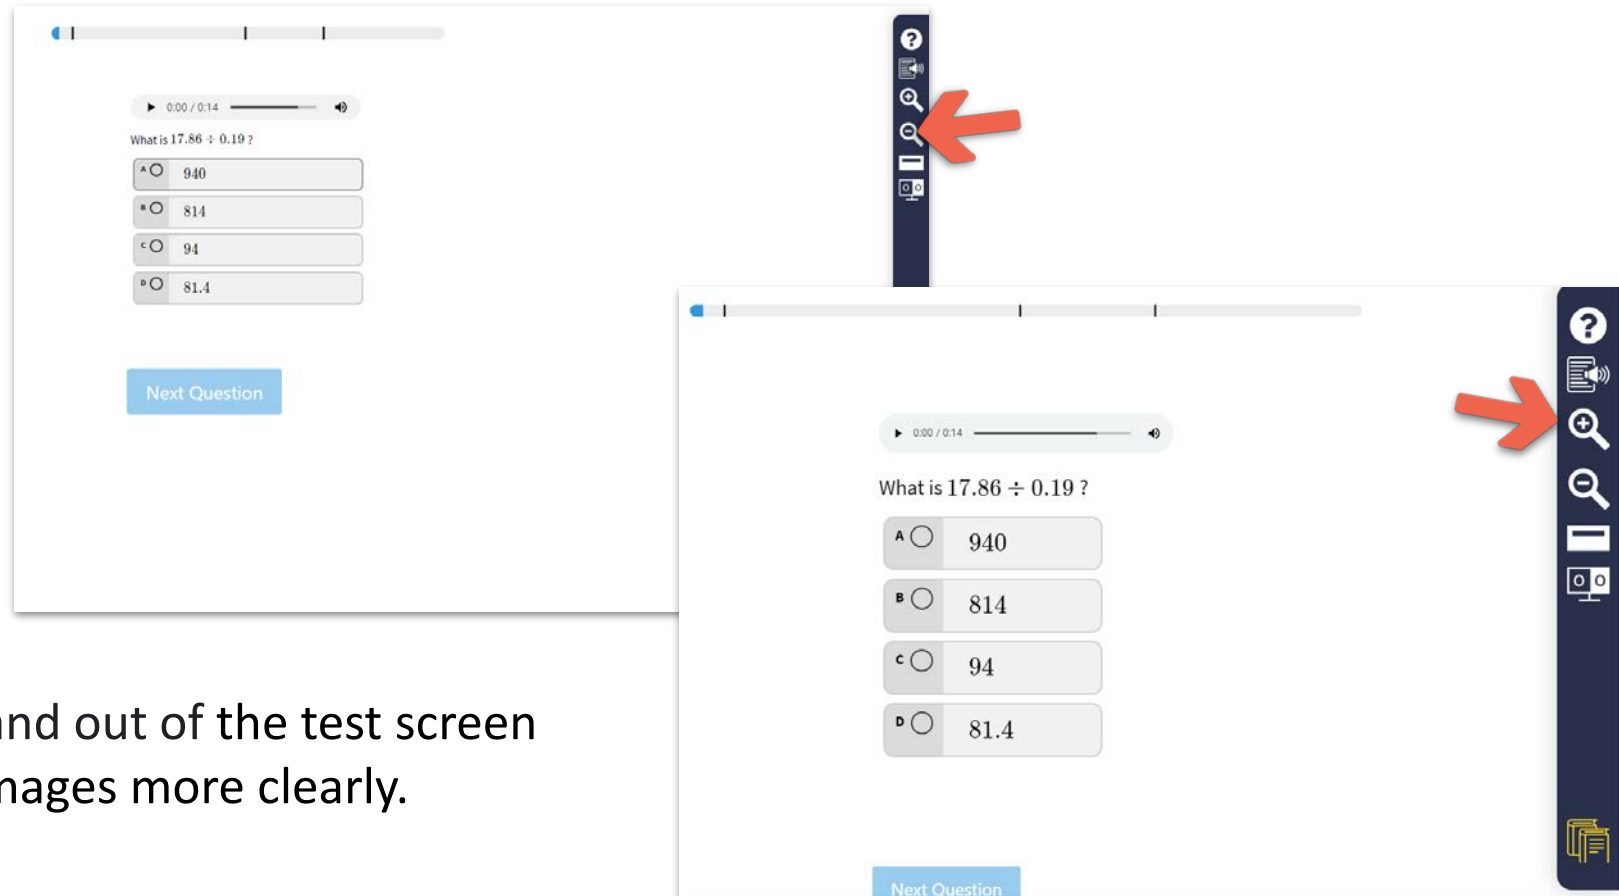 0:00 / 0:14
What is 17.86 ÷ 0.19 ?
A 940
B 814
C 94
D 81.4
Next Question
?
0:00 / 0:14
What is 17.86 ÷ 0.19 ?
A 940
B 814
C 94
D 81.4
Next Question
?
and out of the test screen
mages more clearly.